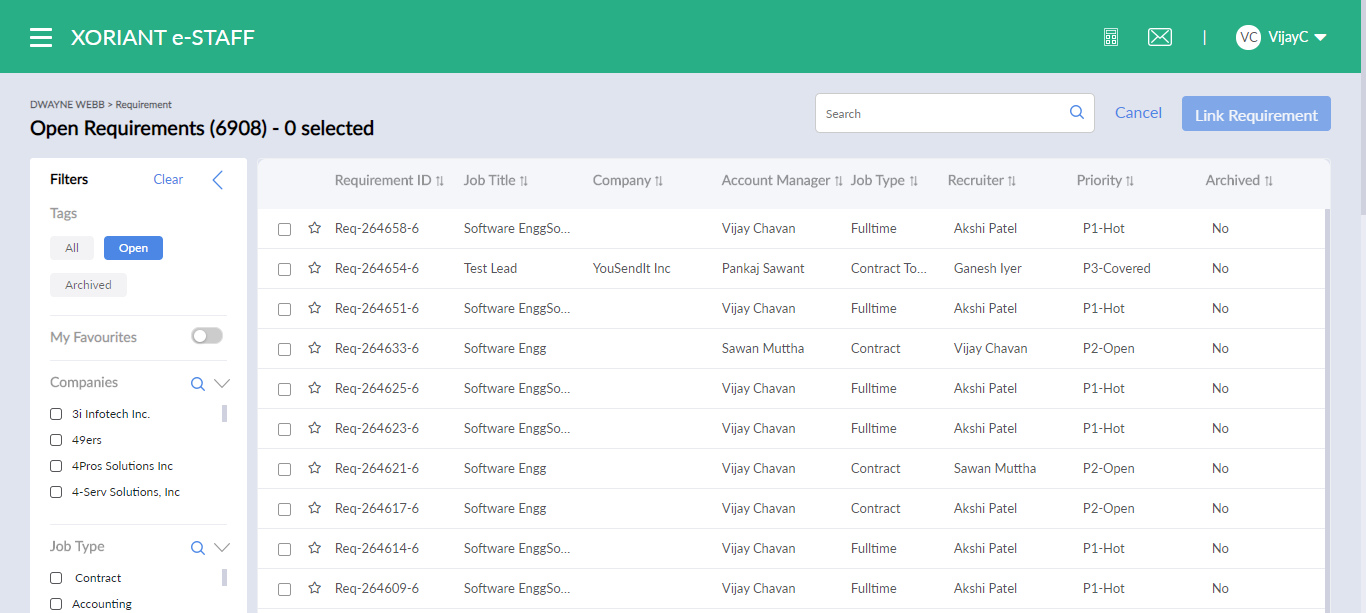 XORIANT e-STAFF
|
VC VijayC
DWAYNE WEBB > Requirement
Open Requirements (6908) - 0 selected
Search
Cancel
Link Requirement
Filters
Clear
Tags
All
Open
Archived
My Favourites
Companies
3i Infotech Inc.
49ers
4Pros Solutions Inc
4-Serv Solutions, Inc
Job Type
Contract
Accounting
Requirement ID Job Title Company Account Manager Job Type Recruiter Priority Archived
Req-264658-6 Software EnggSo... Vijay Chavan Fulltime Akshi Patel P1-Hot No
Req-264654-6 Test Lead YouSendIt Inc Pankaj Sawant Contract To... Ganesh Iyer P3-Covered No
Req-264651-6 Software EnggSo... Vijay Chavan Fulltime Akshi Patel P1-Hot No
Req-264633-6 Software Engg Sawan Muttha Contract Vijay Chavan P2-Open No
Req-264625-6 Software EnggSo... Vijay Chavan Fulltime Akshi Patel P1-Hot No
Req-264623-6 Software EnggSo... Vijay Chavan Fulltime Akshi Patel P1-Hot No
Req-264621-6 Software Engg Vijay Chavan Contract Sawan Muttha P2-Open No
Req-264617-6 Software Engg Vijay Chavan Contract Akshi Patel P2-Open No
Req-264614-6 Software EnggSo... Vijay Chavan Fulltime Akshi Patel P1-Hot No
Req-264609-6 Software EnggSo... Vijay Chavan Fulltime Akshi Patel P1-Hot No